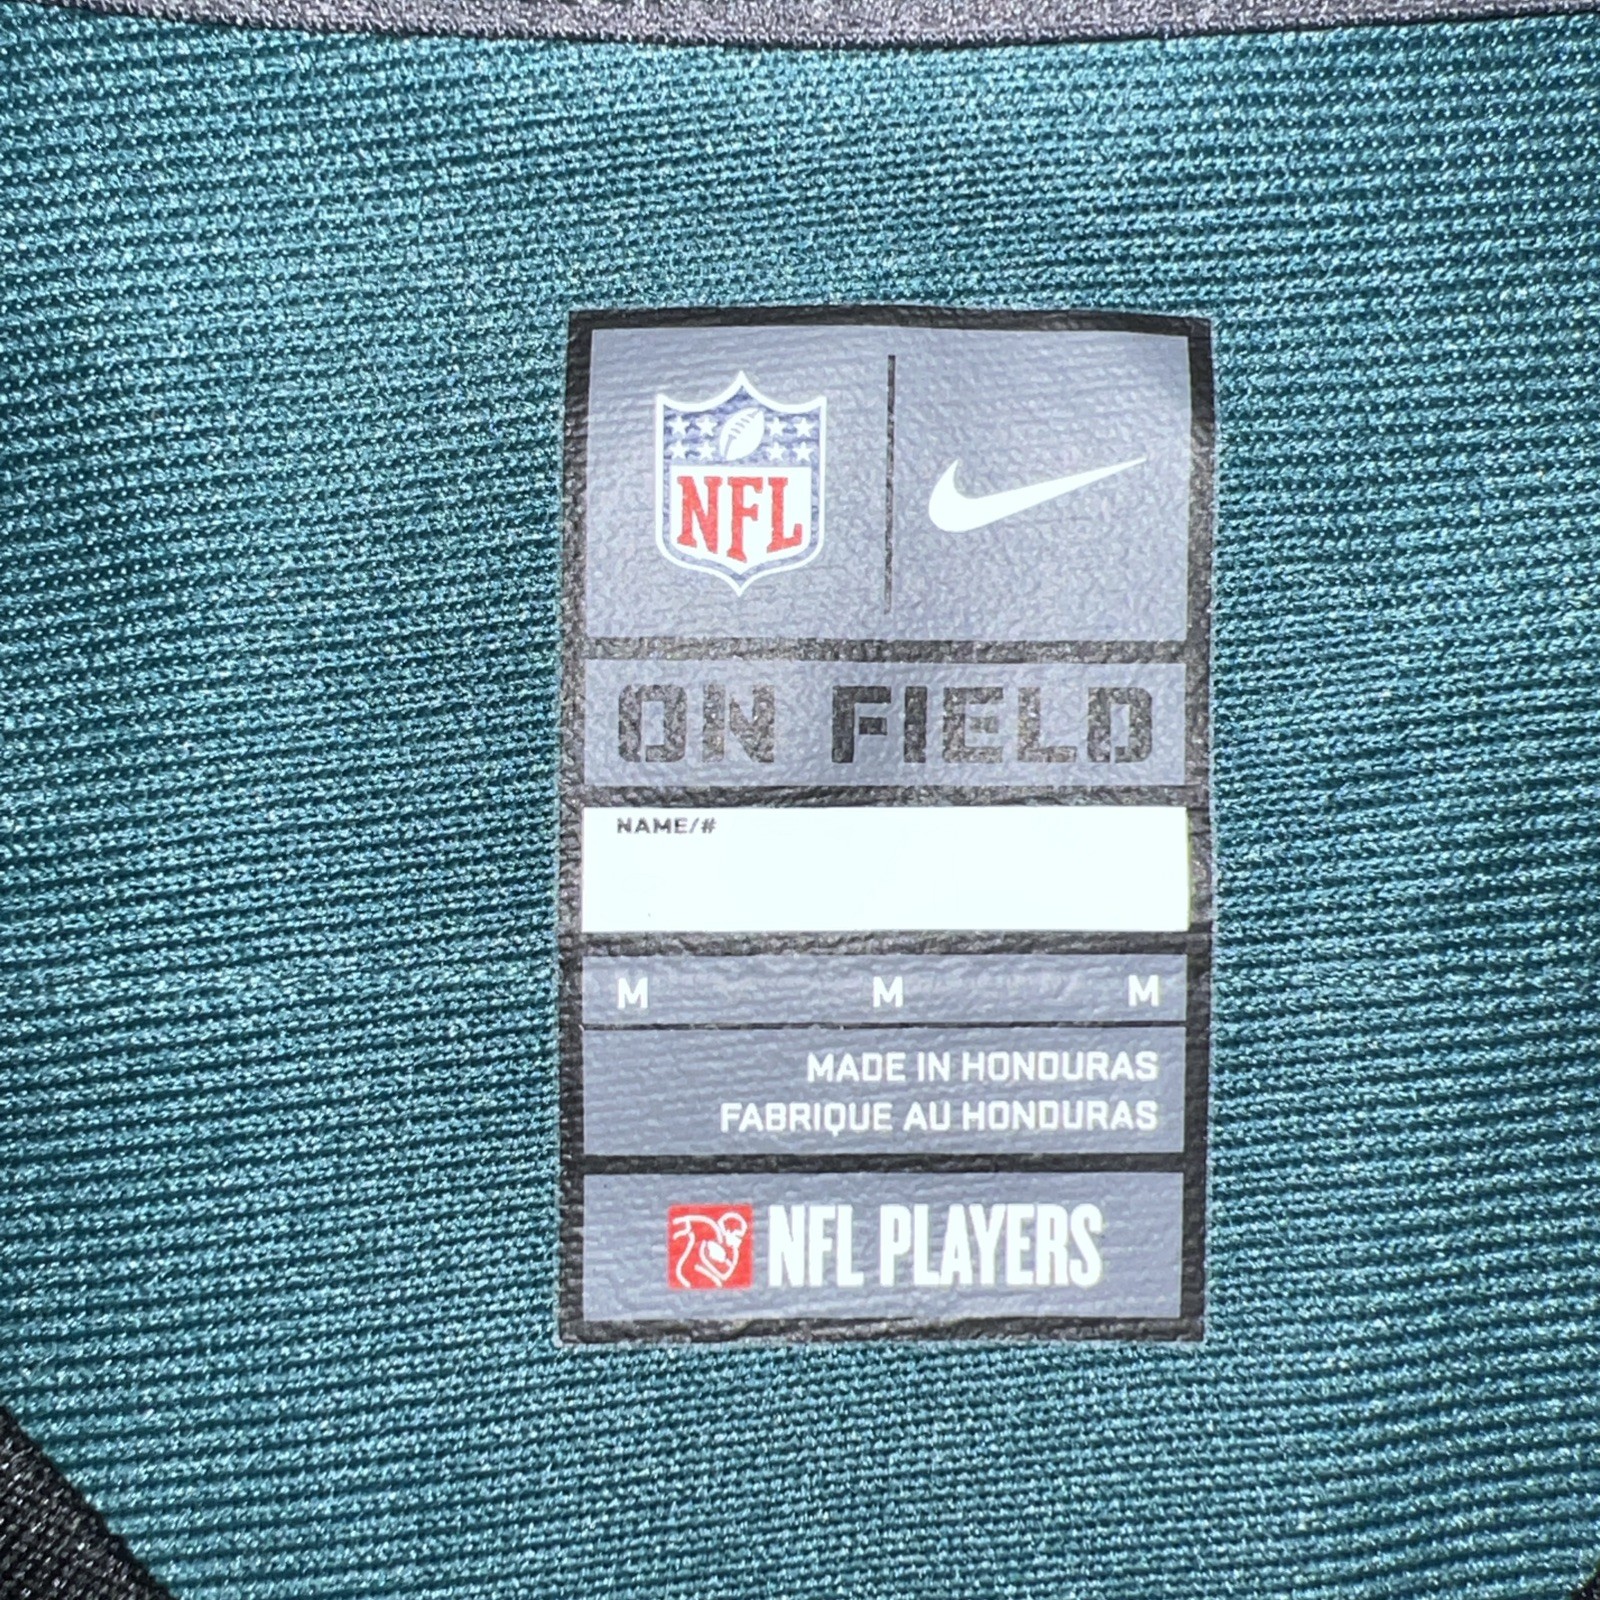 NFL
ON FIELD
NAME/#
M M M
MADE IN HONDURAS
FABRIQUE AU HONDURAS
NFL PLAYERS